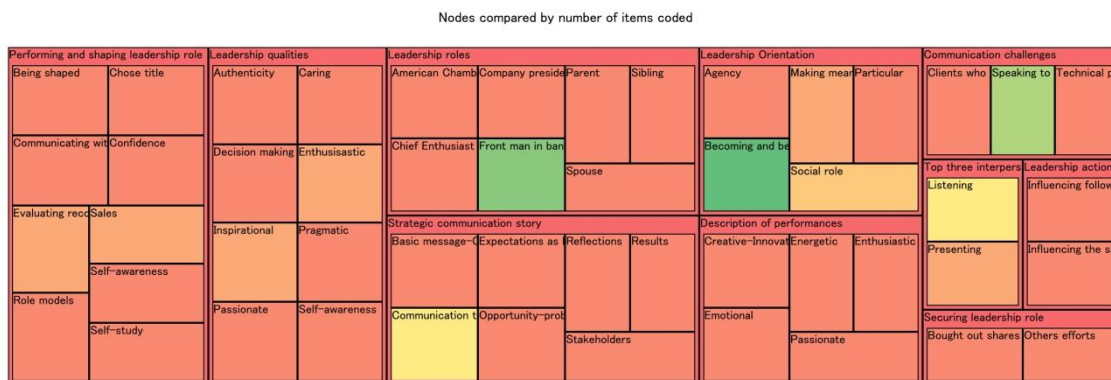 Nodes compared by number of items coded
Performing and shaping leadership role
Being shaped
Chose title
Communicating wit
Confidence
Evaluating reco
Sales
Self-awareness
Role models
Self-study
Leadership qualities
Authenticity
Caring
Decision making
Enthusisastic
Inspirational
Pragmatic
Passionate
Self-awareness
Leadership roles
American Chamb
Company preside
Parent
Sibling
Chief Enthusiast
Front man in ban
Spouse
Strategic communication story
Basic message-C
Expectations as
Reflections
Results
Communication t
Opportunity-prob
Stakeholders
Leadership Orientation
Agency
Making mean
Particular
Becoming and be
Social role
Description of performances
Creative-Innovat
Energetic
Enthusiastic
Emotional
Passionate
Communication challenges
Clients who
Speaking to
Technical p
Top three interpers
Listening
Presenting
Leadership action
Influencing follow
Influencing the s
Securing leadership role
Bought out shares
Others efforts